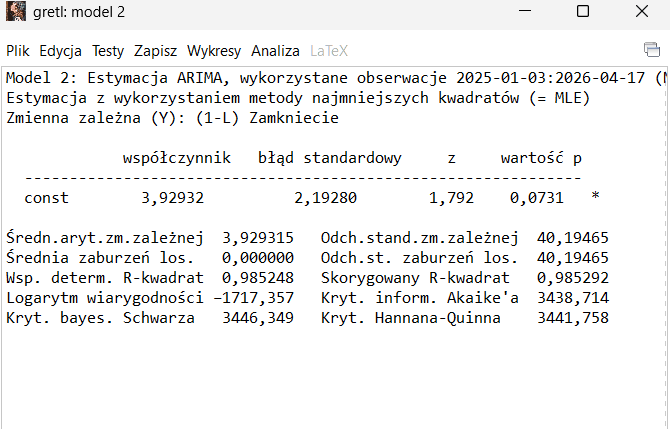 gretl: model 2
Plik Edycja Testy Zapisz Wykresy Analiza LaTeX
Model 2: Estymacja ARIMA, wykorzystane obserwacje 2025-01-03:2026-04-17 (
Estymacja z wykorzystaniem metody najmniejszych kwadratów (= MLE)
Zmienna zależna (Y): (1-L) Zamkniecie
współczynnik błąd standardowy z wartość p
-------------------------------------------------------------
const 3,92932 2,19280 1,792 0,0731 *
Średn.aryt.zm.zależnej 3,929315 Odch.stand.zm.zależnej 40,19465
Średnia zaburzeń los. 0,000000 Odch.st. zaburzeń los. 40,19465
Wsp. determ. R-kwadrat 0,985248 Skorygowany R-kwadrat 0,985292
Logarytm wiarygodności −1717,357 Kryt. inform. Akaike'a 3438,714
Kryt. bayes. Schwarza 3446,349 Kryt. Hannana-Quinna 3441,758